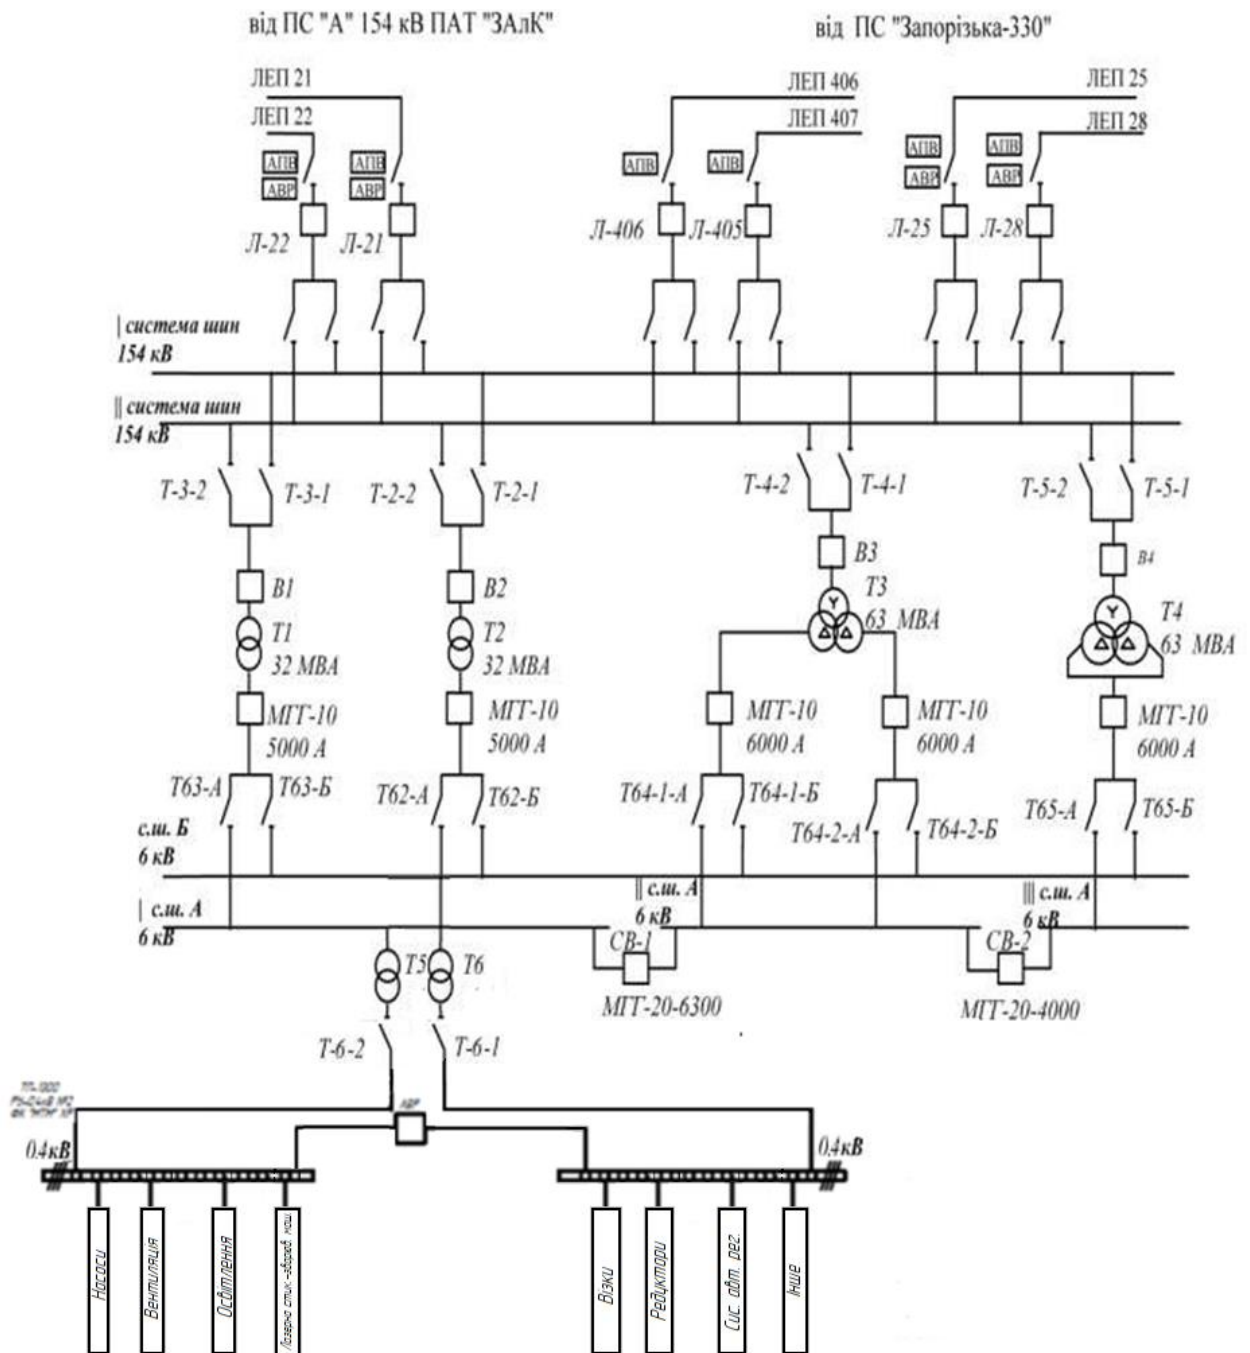 від ПС "А" 154 кВ ПАТ "ЗАлК"
від ПС "Запорізька-330"
ЛЕП 21
ЛЕП 22
ЛЕП 406
ЛЕП 407
ЛЕП 25
ЛЕП 28
АПВ
АВР
АПВ
АВР
АПВ
АПВ
АПВ
АВР
АПВ
АВР
Л-22
Л-21
Л-406
Л-405
Л-25
Л-28
| система шин
154 кВ
|| система шин
154 кВ
Т-3-2
Т-3-1
Т-2-2
Т-2-1
Т-4-2
Т-4-1
Т-5-2
Т-5-1
В1
В2
В3
В4
Т1
32 МВА
Т2
32 МВА
Т3
63 МВА
Т4
63 МВА
МГГ-10
5000 А
МГГ-10
5000 А
МГГ-10
6000 А
МГГ-10
6000 А
МГГ-10
6000 А
Т63-А
Т63-Б
Т62-А
Т62-Б
Т64-1-А
Т64-1-Б
Т64-2-А
Т64-2-Б
Т65-А
Т65-Б
с.ш. Б
6 кВ
| с.ш. А
6 кВ
|| с.ш. А
6 кВ
||| с.ш. А
6 кВ
Т5
Т6
СВ-1
МГГ-20-6300
СВ-2
МГГ-20-4000
Т-6-2
Т-6-1
АВР
0.4кВ
0.4кВ
Насоси
Вентиляція
Освітлення
Візки
Редуктори
Сис. авт. рег.
Інше